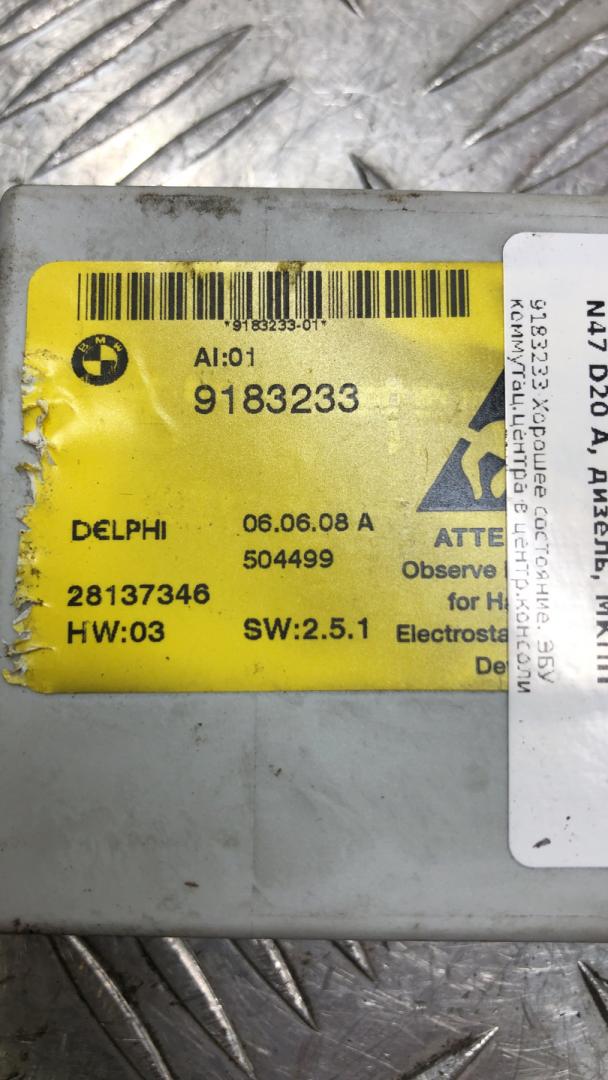 *9183233-01*
BMW
AI:01
9183233
DELPHI
06.06.08 A
504499
28137346
HW:03
SW:2.5.1
ATTE
Observe
for Ha
Electrosta
De
N47 D20 A, дизель, МКПП
9183233 Хорошее состояние. ЭБУ
коммутац.центра в центр.консоли